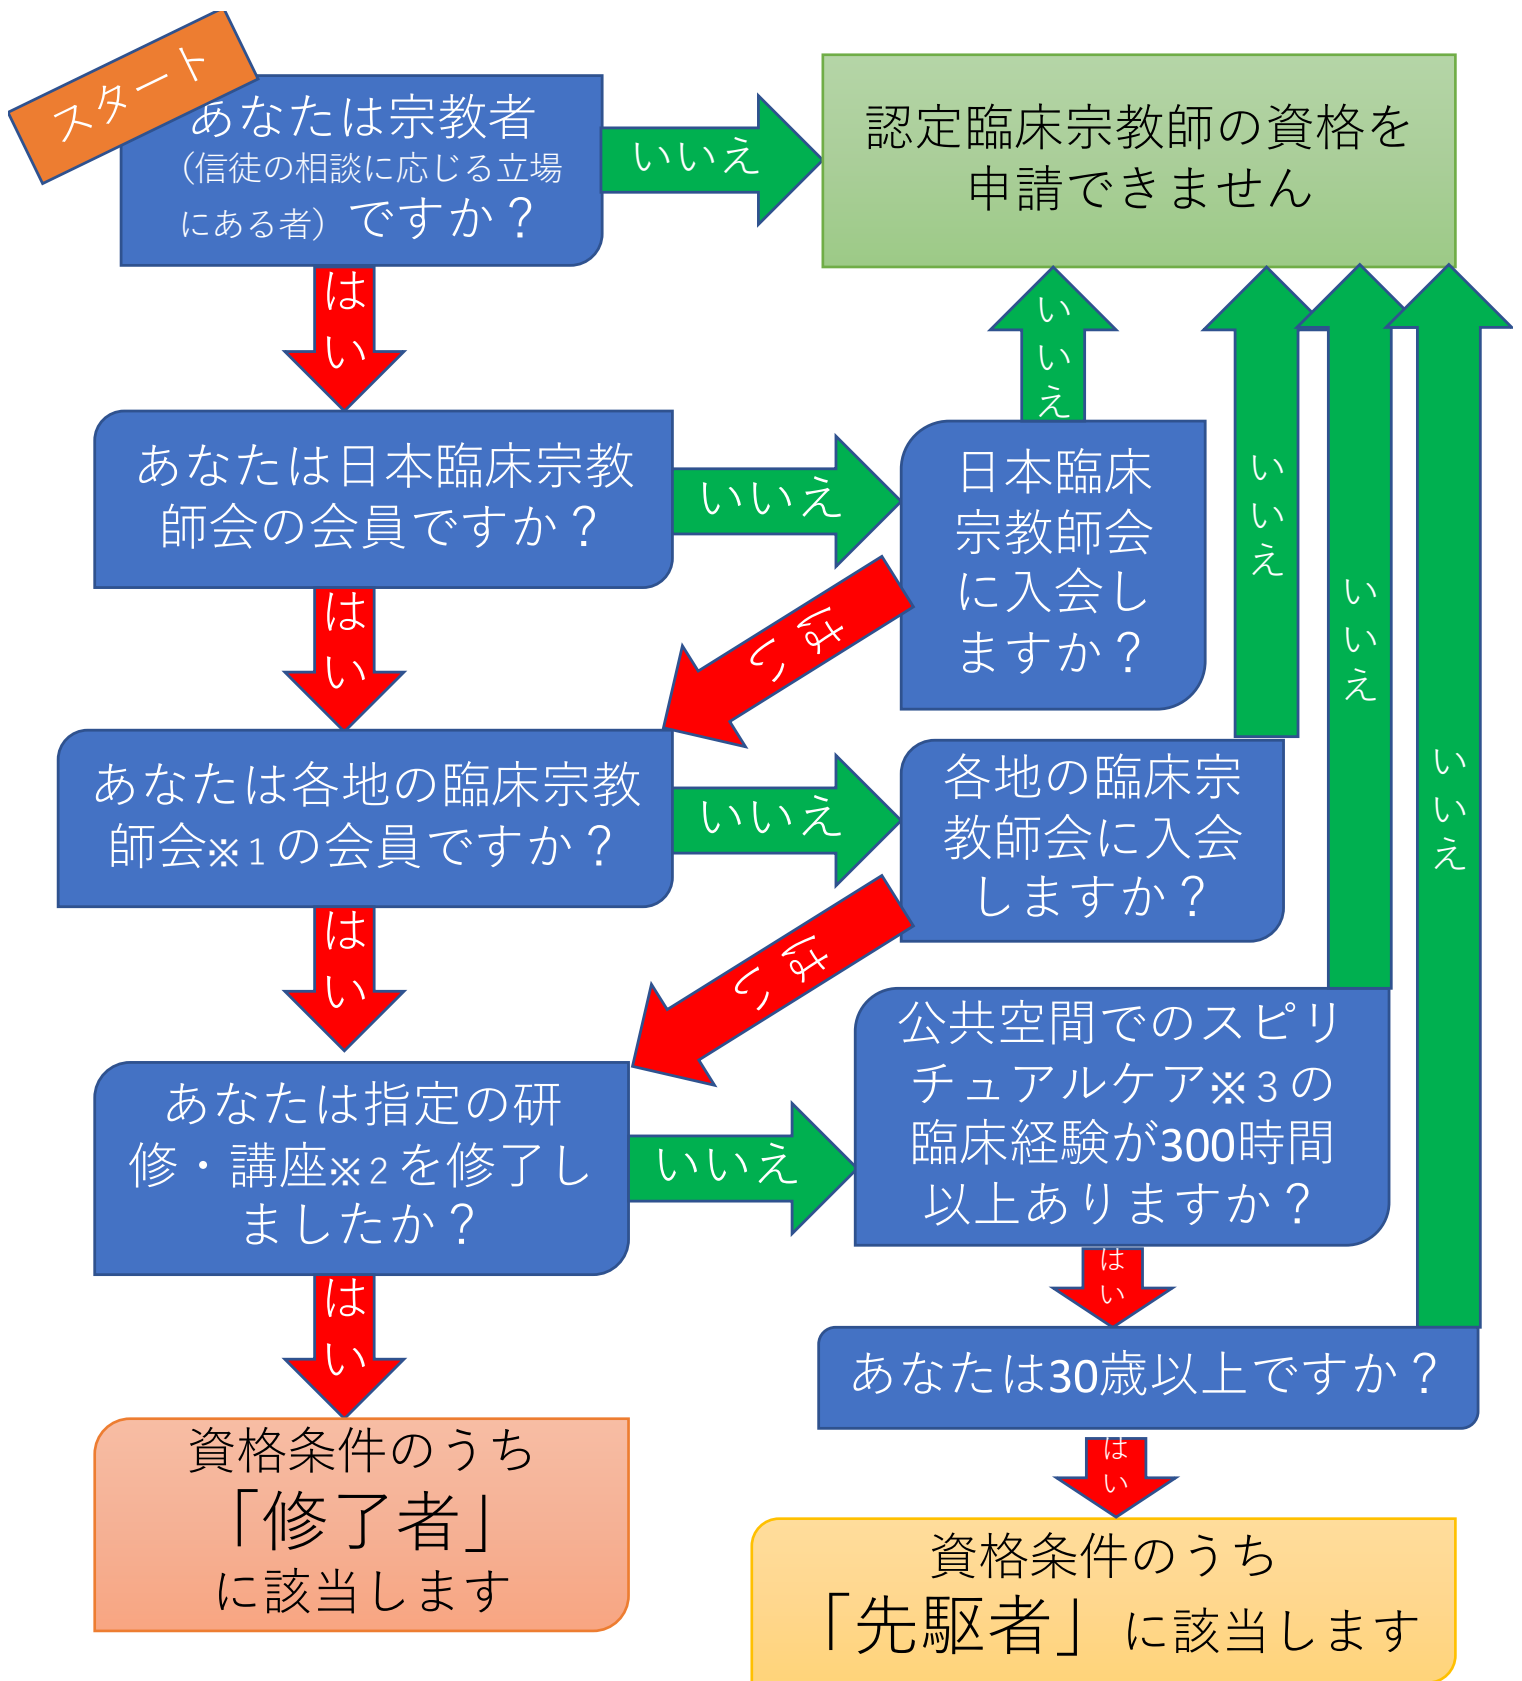 スタート
あなたは宗教者
（信徒の相談に応じる立場
にある者）ですか？
いいえ
認定臨床宗教師の資格を
申請できません
はい
あなたは日本臨床宗教
師会の会員ですか？
いいえ
日本臨床
宗教師会
に入会し
ますか？
いいえ
はい
はい
あなたは各地の臨床宗教
師会※1の会員ですか？
いいえ
各地の臨床宗
教師会に入会
しますか？
いいえ
はい
はい
あなたは指定の研
修・講座※2を修了し
ましたか？
いいえ
公共空間でのスピリ
チュアルケア※3の
臨床経験が300時間
以上ありますか？
いいえ
はい
はい
あなたは30歳以上ですか？
いいえ
はい
資格条件のうち
「修了者」
に該当します
資格条件のうち
「先駆者」に該当します